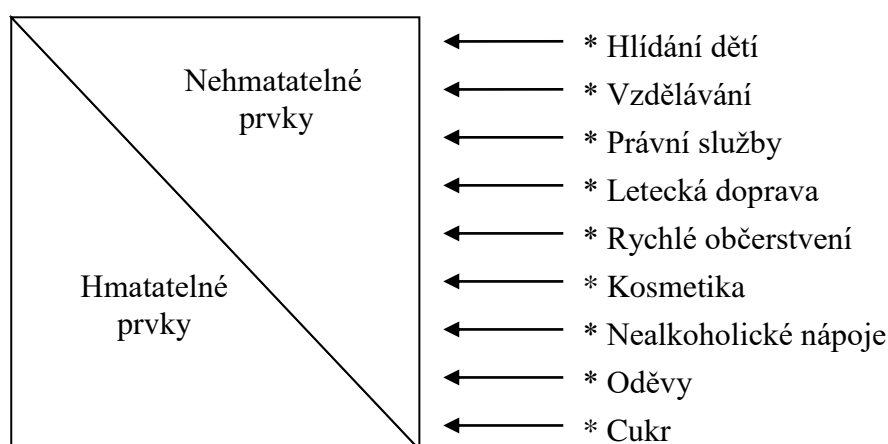 Nehmatatelné
prvky
Hmatatelné
prvky
* Hlídání dětí
* Vzdělávání
* Právní služby
* Letecká doprava
* Rychlé občerstvení
* Kosmetika
* Nealkoholické nápoje
* Oděvy
* Cukr